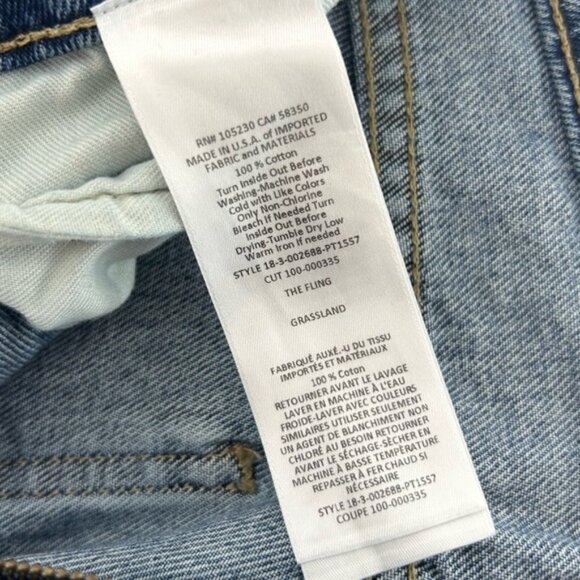 RN# 105230 CA# 58350
MADE IN U.S.A. of IMPORTED
FABRIC and MATERIALS
100 % Cotton
Turn Inside Out Before
Washing-Machine Wash
Cold with Like Colors
Only Non-Chlorine
Bleach if Needed Turn
Inside Out Before
Drying-Tumble Dry Low
Warm Iron if needed
STYLE 18-3-002688-PT1557
CUT 100-000335
THE FLING
GRASSLAND
FABRIQUÉ AUXÉ.-U DU TISSU
IMPORTÉS ET MATÉRIAUX
100 % Coton
RETOURNER AVANT LE LAVAGE
LAVER EN MACHINE À L'EAU
FROIDE-LAVER AVEC COULEURS
SIMILAIRES UTILISER SEULEMENT
UN AGENT DE BLANCHIMENT NON
CHLORÉ AU BESOIN RETOURNER
AVANT LE SÉCHAGE-SÉCHER EN
MACHINE À BASSE TEMPÉRATURE
REPASSER À FER CHAUD SI
NÉCESSAIRE
STYLE 18-3-002688-PT1557
COUPE 100-000335